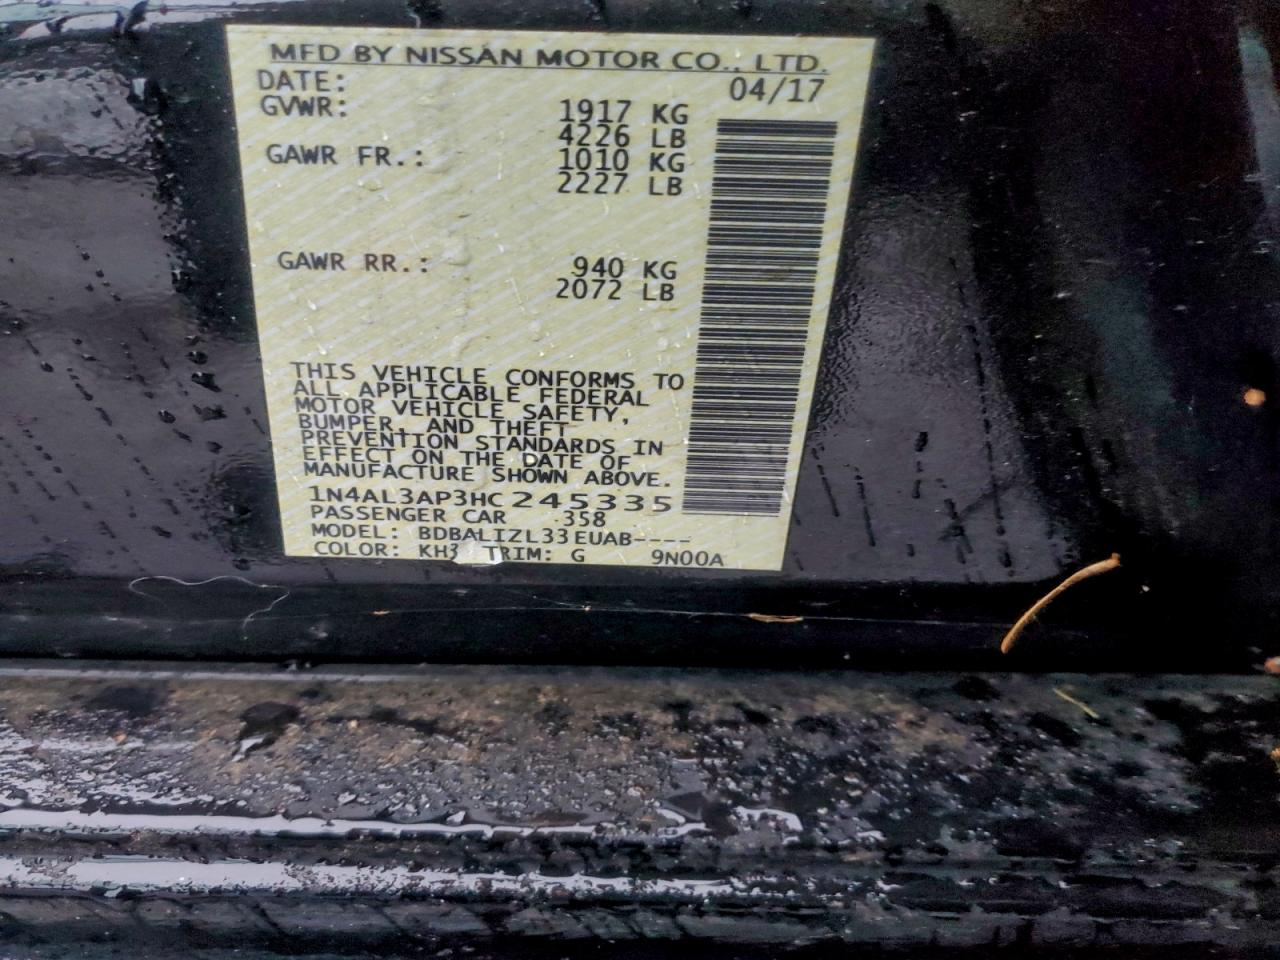 MFD BY NISSAN MOTOR CO., LTD.
DATE: 04/17
GVWR: 1917 KG
4226 LB
GAWR FR.: 1010 KG
2227 LB
GAWR RR.: 940 KG
2072 LB
THIS VEHICLE CONFORMS TO
ALL APPLICABLE FEDERAL
MOTOR VEHICLE SAFETY,
BUMPER, AND THEFT
PREVENTION STANDARDS IN
EFFECT ON THE DATE OF
MANUFACTURE SHOWN ABOVE.
1N4AL3AP3HC245335
PASSENGER CAR 358
MODEL: BDBALIZL33EUAB----
COLOR: KH3 TRIM: G 9N00A